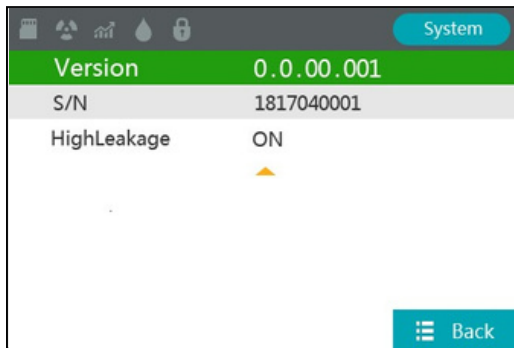 System
Version 0.0.00.001
S/N 1817040001
HighLeakage ON
Back